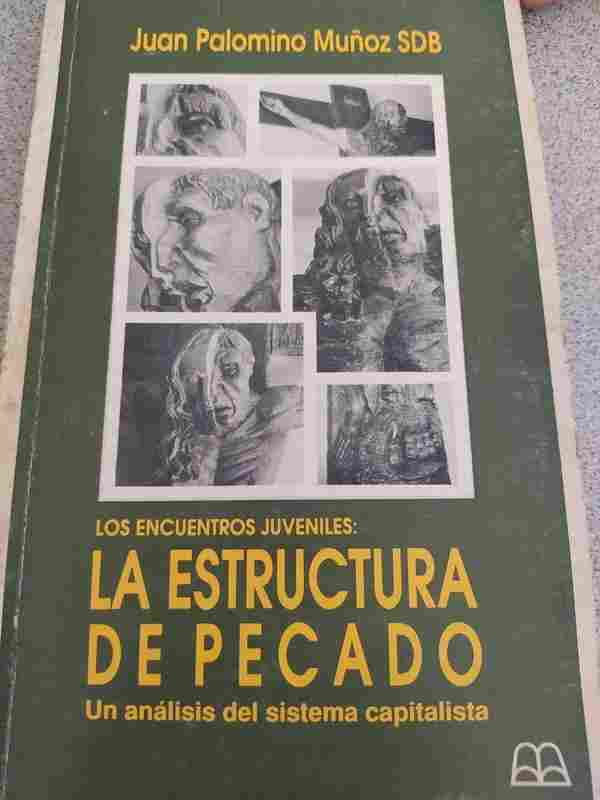 Juan Palomino Muñoz SDB
LOS ENCUENTROS JUVENILES:
LA ESTRUCTURA
DE PECADO
Un análisis del sistema capitalista